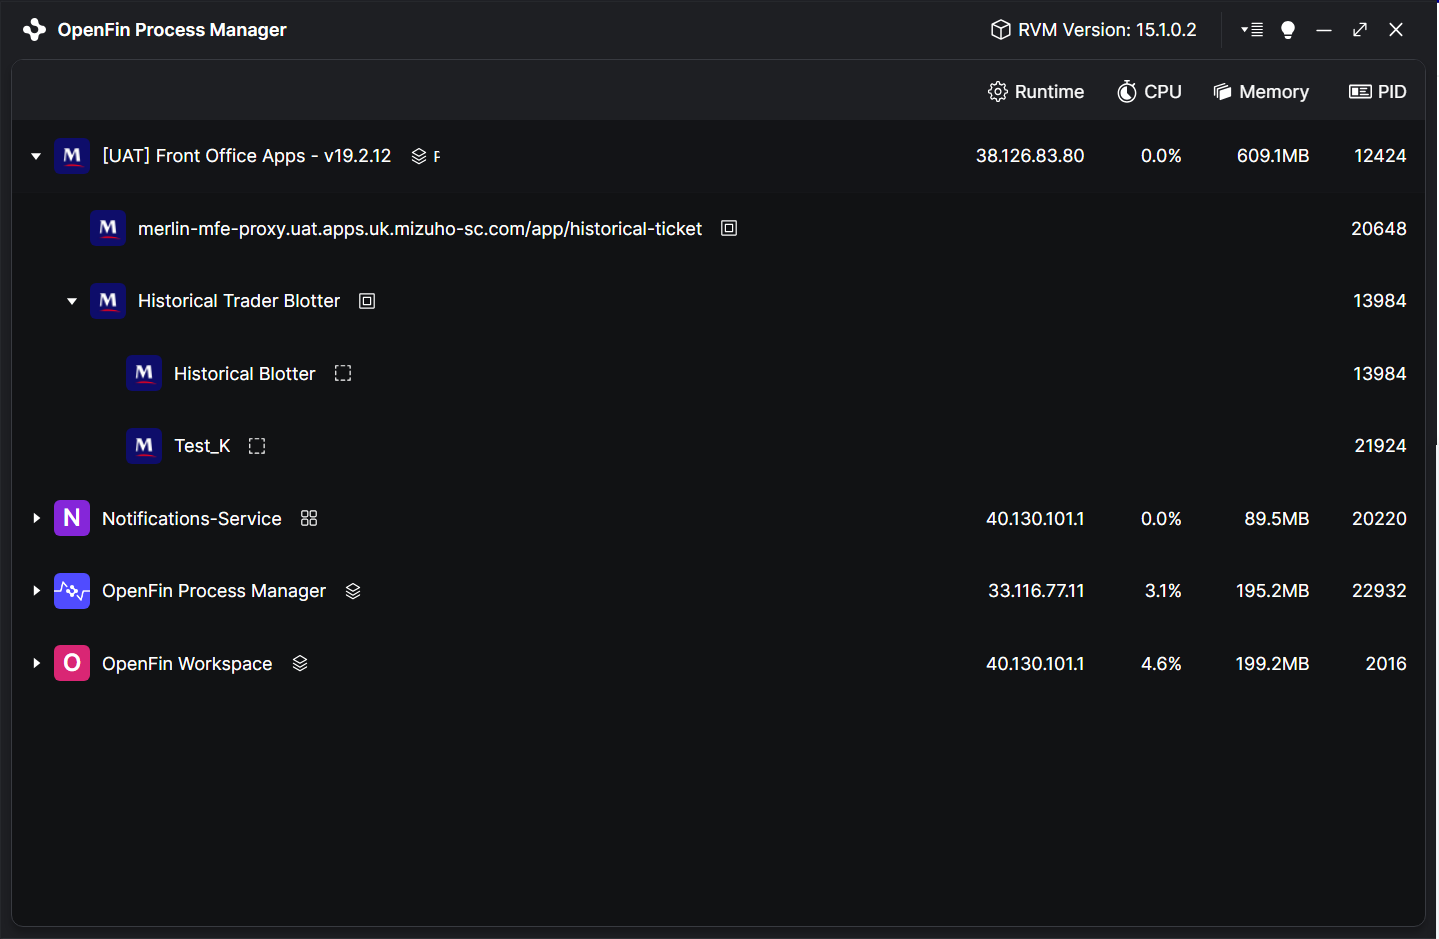 OpenFin Process Manager RVM Version: 15.1.0.2
Runtime CPU Memory PID
M [UAT] Front Office Apps - v19.2.12 F 38.126.83.80 0.0% 609.1MB 12424
M merlin-mfe-proxy.uat.apps.uk.mizuho-sc.com/app/historical-ticket 20648
M Historical Trader Blotter 13984
M Historical Blotter 13984
M Test_K 21924
N Notifications-Service 40.130.101.1 0.0% 89.5MB 20220
OpenFin Process Manager 33.116.77.11 3.1% 195.2MB 22932
O OpenFin Workspace 40.130.101.1 4.6% 199.2MB 2016